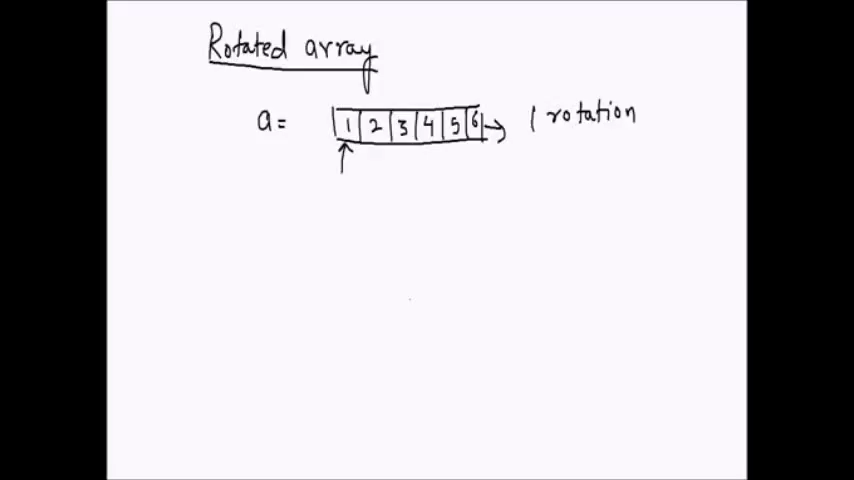 Rotated array
a= 1 2 3 4 5 6 → 1 rotation